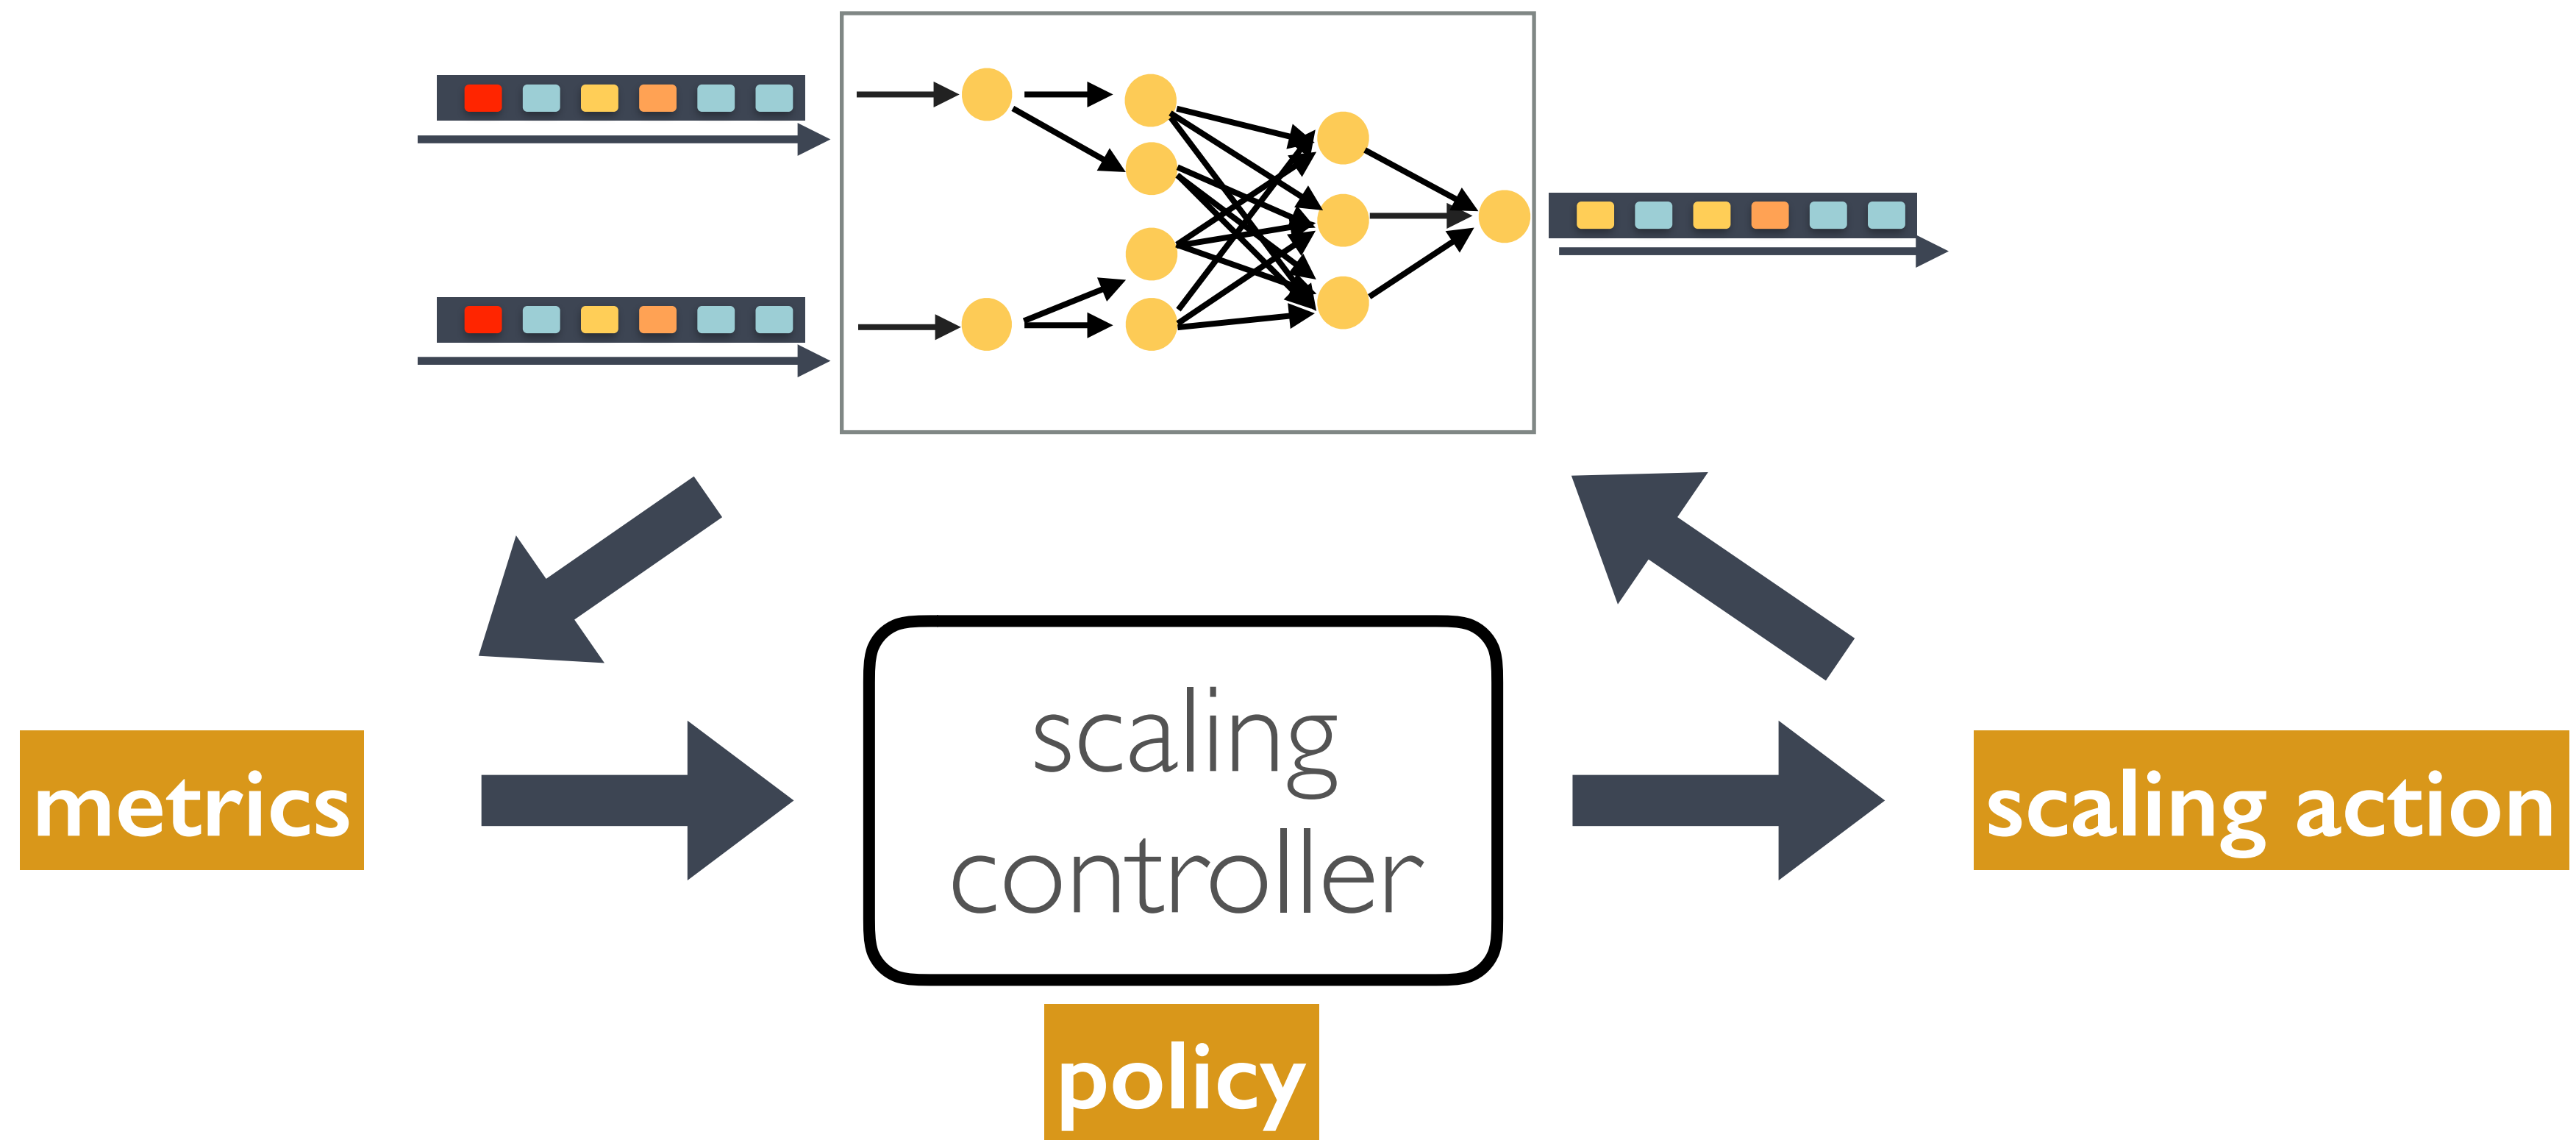 metrics
scaling
controller
scaling action
policy